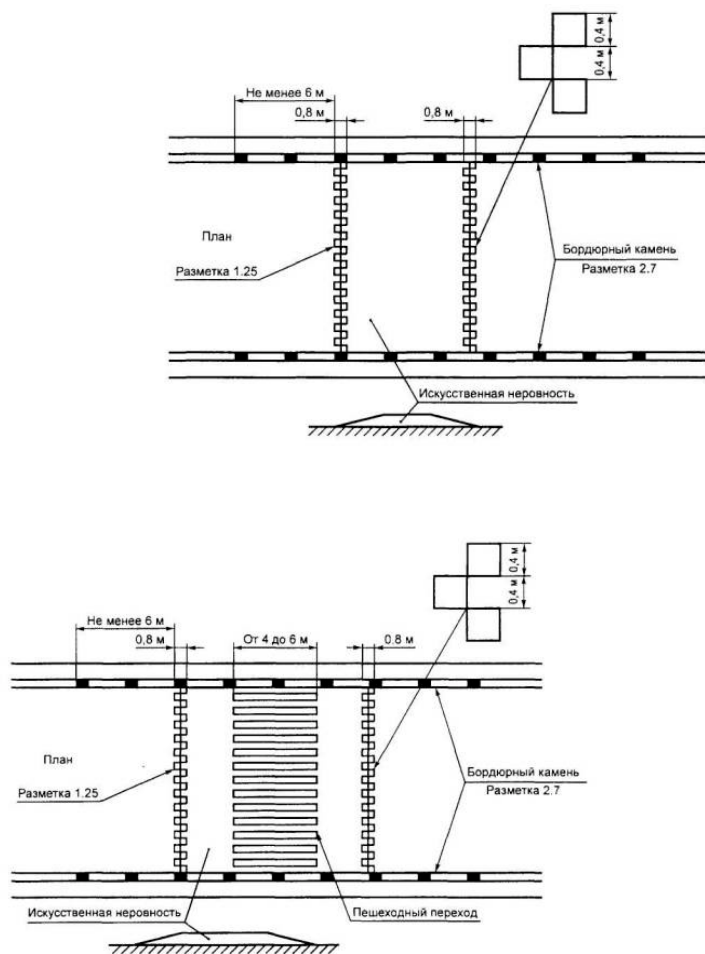 0,4 м
0,4 м
Не менее 6 м
0,8 м
0,8 м
План
Разметка 1.25
Бордюрный камень
Разметка 2.7
Искусственная неровность
0,4 м
0,4 м
Не менее 6 м
0,8 м
От 4 до 6 м
0.8 м
План
Разметка 1.25
Бордюрный камень
Разметка 2.7
Искусственная неровность
Пешеходный переход